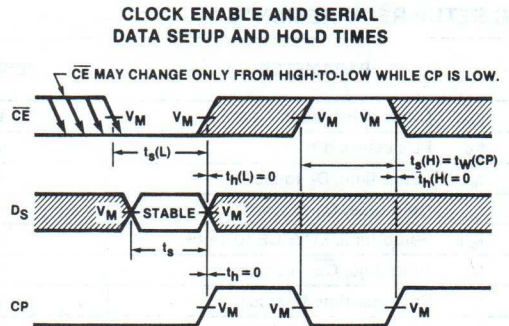 CLOCK ENABLE AND SERIAL
DATA SETUP AND HOLD TIMES
CE MAY CHANGE ONLY FROM HIGH-TO-LOW WHILE CP IS LOW.
CE VM VM VM VM
ts(L) ts(H) = tW(CP)
th(L) = 0 th(H( = 0
DS VM STABLE VM
ts
th = 0
CP VM VM VM